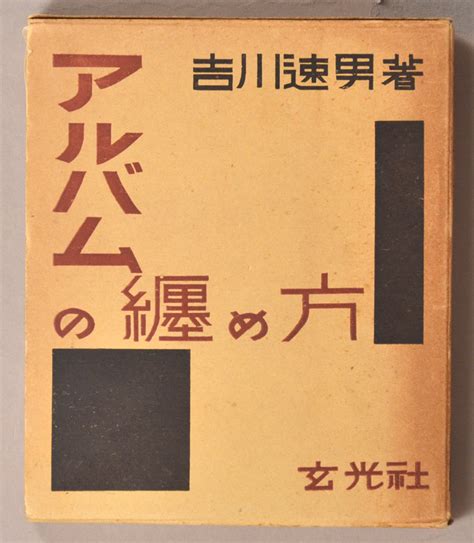 吉川速男著
アルバム
の纏め方
玄光社